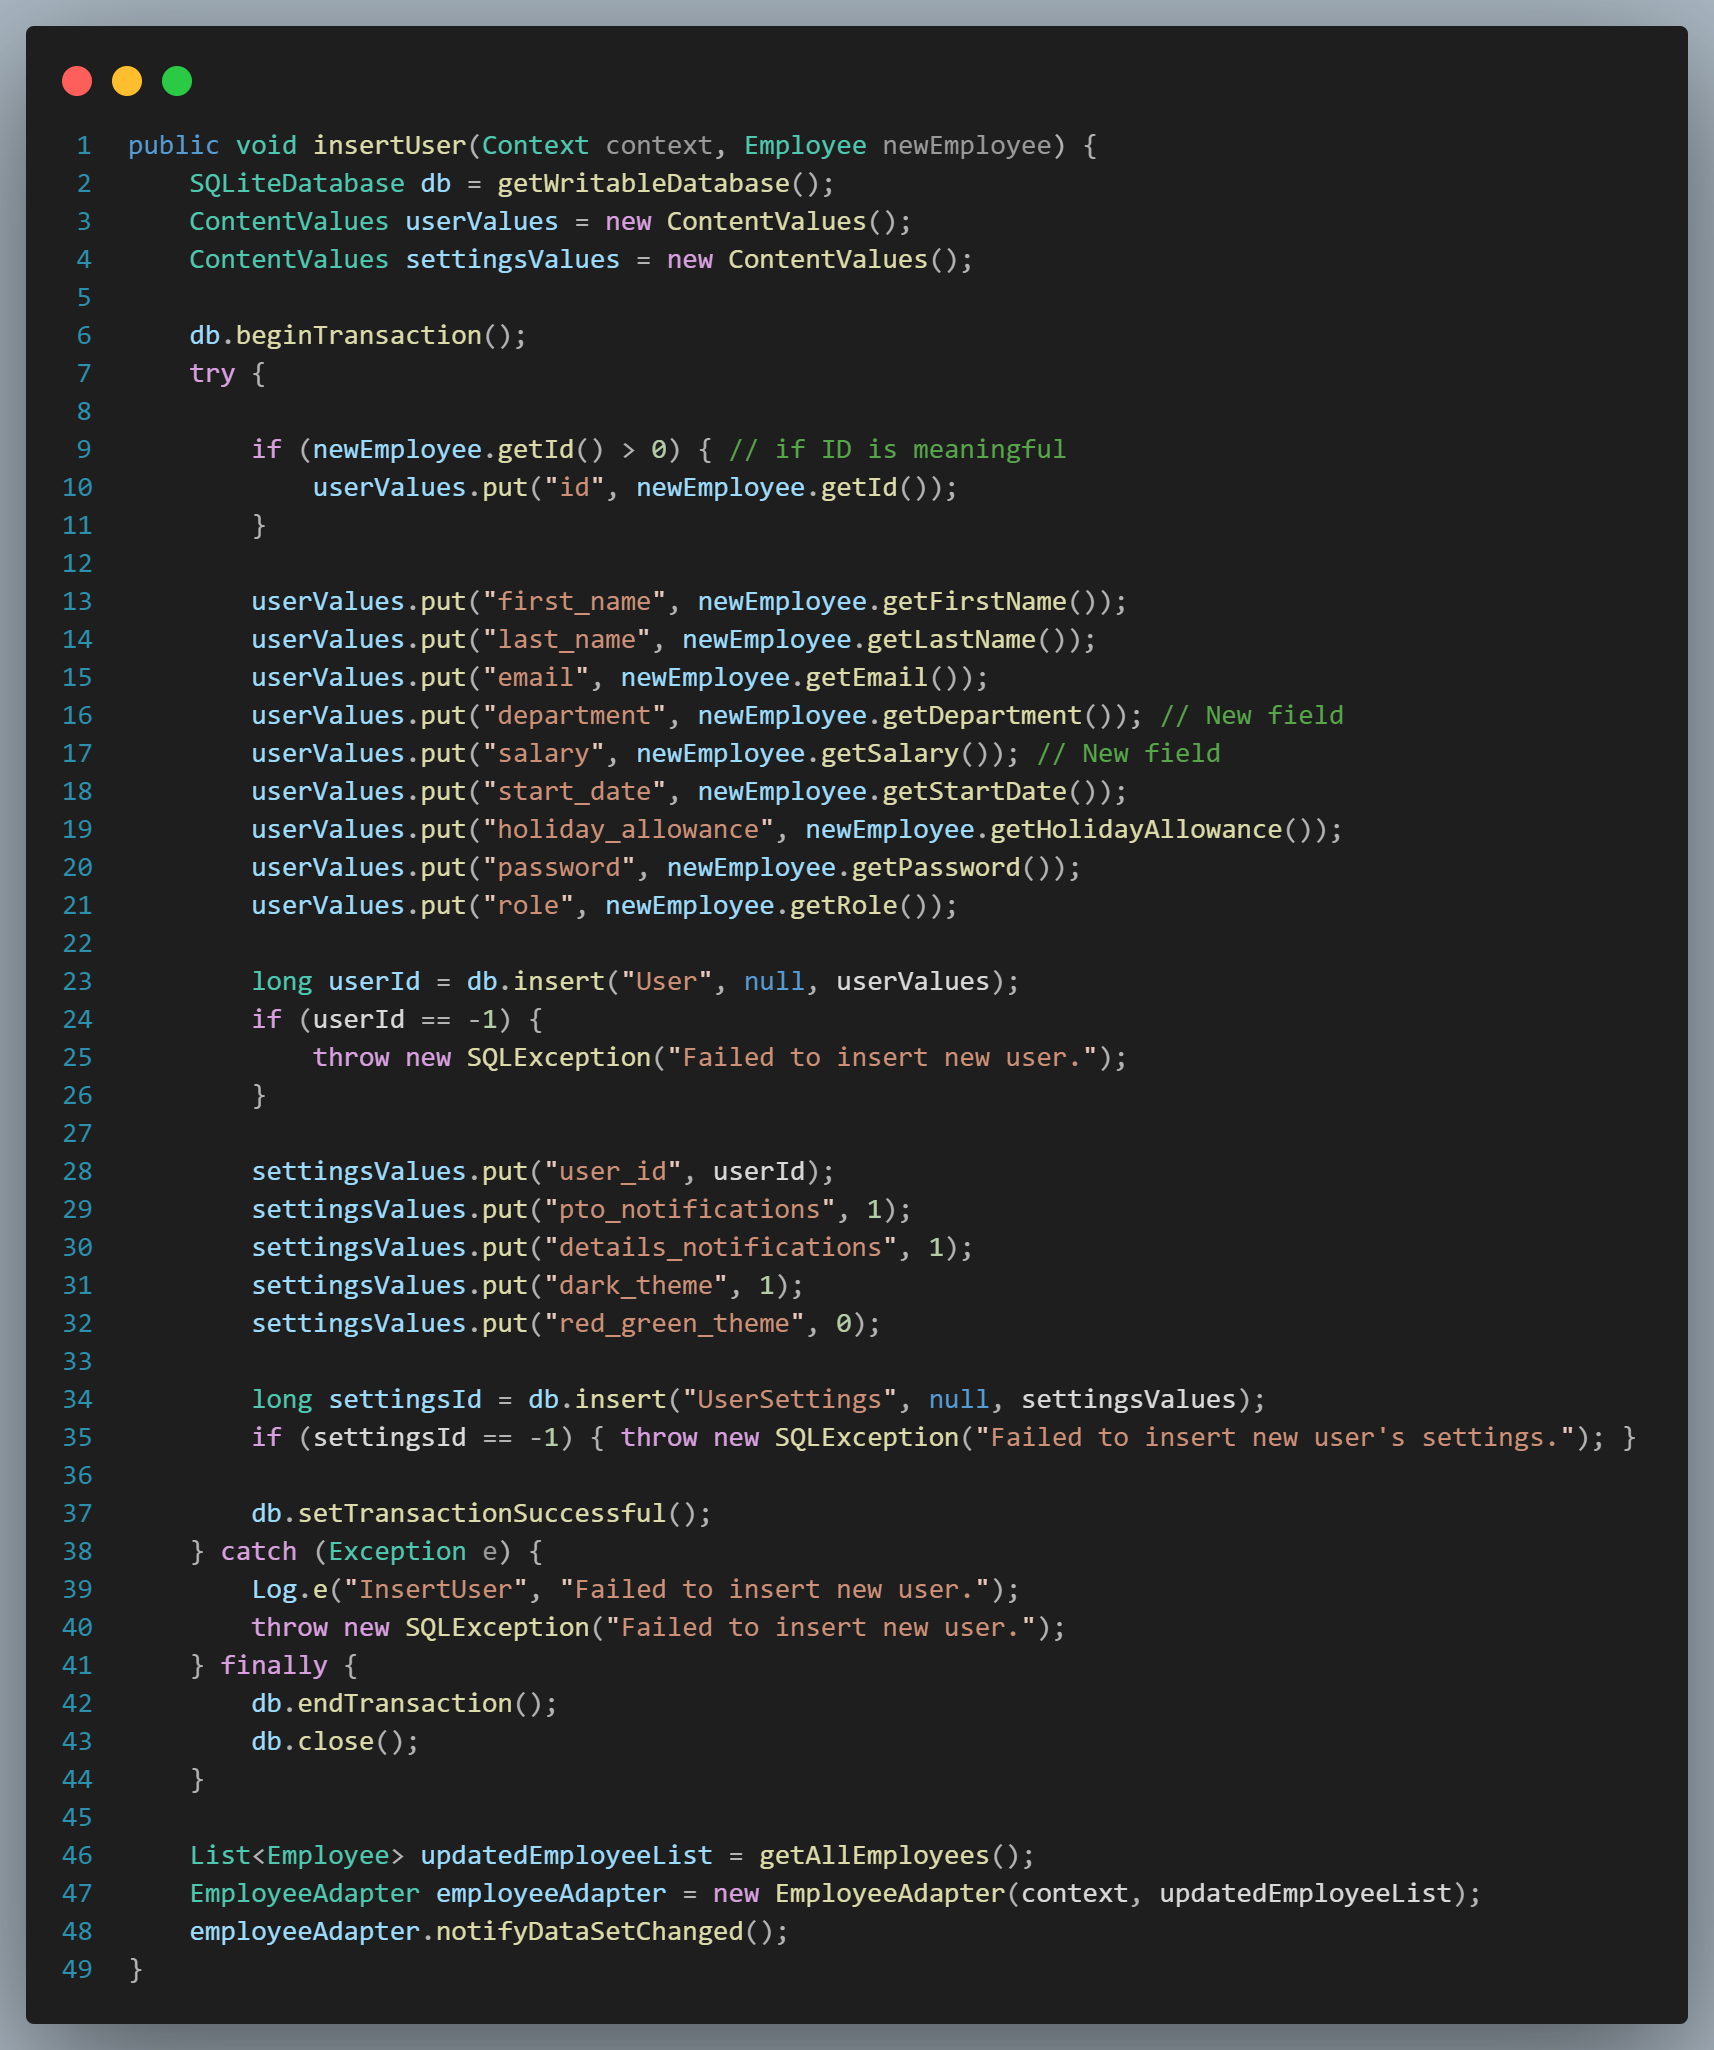 1 public void insertUser(Context context, Employee newEmployee) {
2     SQLiteDatabase db = getWritableDatabase();
3     ContentValues userValues = new ContentValues();
4     ContentValues settingsValues = new ContentValues();
5
6     db.beginTransaction();
7     try {
8
9         if (newEmployee.getId() > 0) { // if ID is meaningful
10             userValues.put("id", newEmployee.getId());
11         }
12
13         userValues.put("first_name", newEmployee.getFirstName());
14         userValues.put("last_name", newEmployee.getLastName());
15         userValues.put("email", newEmployee.getEmail());
16         userValues.put("department", newEmployee.getDepartment()); // New field
17         userValues.put("salary", newEmployee.getSalary()); // New field
18         userValues.put("start_date", newEmployee.getStartDate());
19         userValues.put("holiday_allowance", newEmployee.getHolidayAllowance());
20         userValues.put("password", newEmployee.getPassword());
21         userValues.put("role", newEmployee.getRole());
22
23         long userId = db.insert("User", null, userValues);
24         if (userId == -1) {
25             throw new SQLException("Failed to insert new user.");
26         }
27
28         settingsValues.put("user_id", userId);
29         settingsValues.put("pto_notifications", 1);
30         settingsValues.put("details_notifications", 1);
31         settingsValues.put("dark_theme", 1);
32         settingsValues.put("red_green_theme", 0);
33
34         long settingsId = db.insert("UserSettings", null, settingsValues);
35         if (settingsId == -1) { throw new SQLException("Failed to insert new user's settings."); }
36
37         db.setTransactionSuccessful();
38     } catch (Exception e) {
39         Log.e("InsertUser", "Failed to insert new user.");
40         throw new SQLException("Failed to insert new user.");
41     } finally {
42         db.endTransaction();
43         db.close();
44     }
45
46     List<Employee> updatedEmployeeList = getAllEmployees();
47     EmployeeAdapter employeeAdapter = new EmployeeAdapter(context, updatedEmployeeList);
48     employeeAdapter.notifyDataSetChanged();
49 }